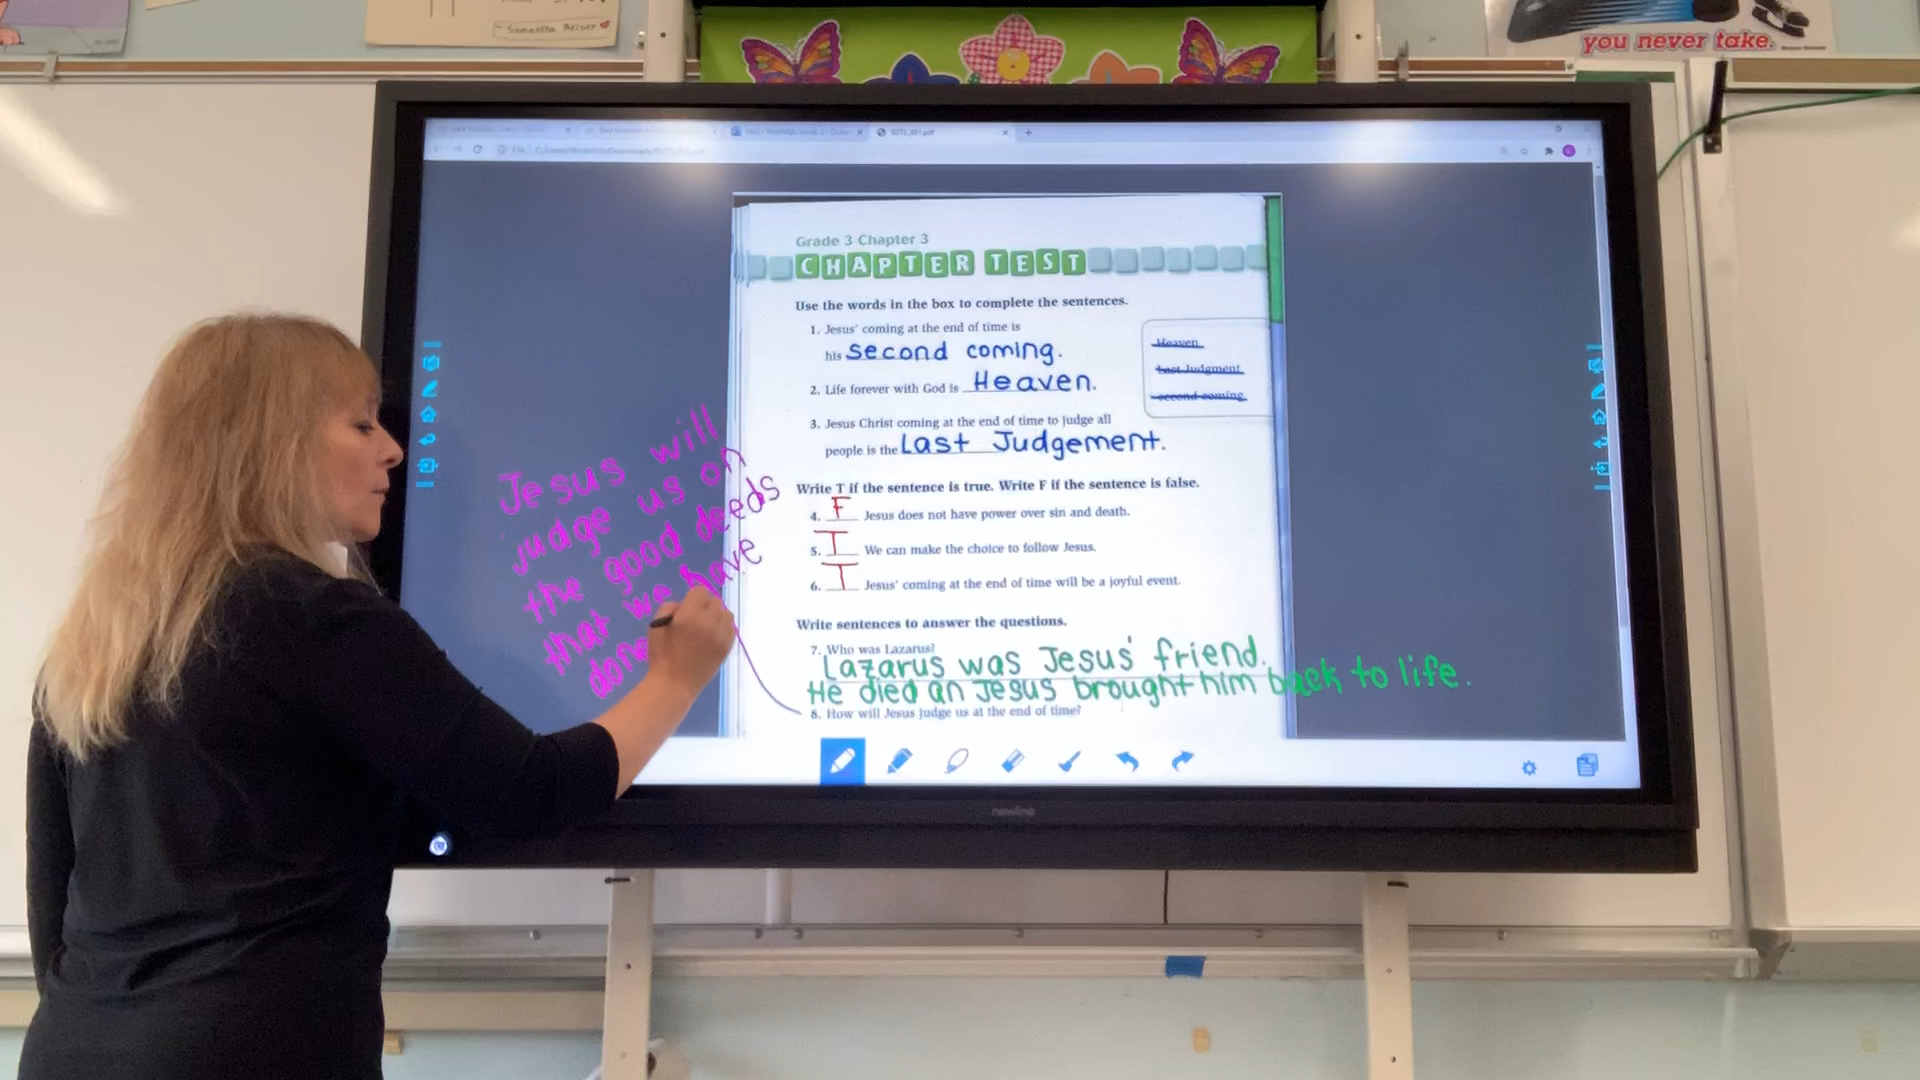 Samantha Reiser
you never take.
0373_001.pdf
Grade 3 Chapter 3
CHAPTER TEST
Use the words in the box to complete the sentences.
1. Jesus' coming at the end of time is
his second coming.
2. Life forever with God is Heaven.
3. Jesus Christ coming at the end of time to judge all
people is the Last Judgement.
Heaven
Last Judgment
second coming
Write T if the sentence is true. Write F if the sentence is false.
4. F Jesus does not have power over sin and death.
5. T We can make the choice to follow Jesus.
6. T Jesus' coming at the end of time will be a joyful event.
Write sentences to answer the questions.
7. Who was Lazarus?
Lazarus was Jesus' friend.
He died an Jesus brought him back to life.
8. How will Jesus judge us at the end of time?
Jesus will
judge us on
the good deeds
that we have
done
newline